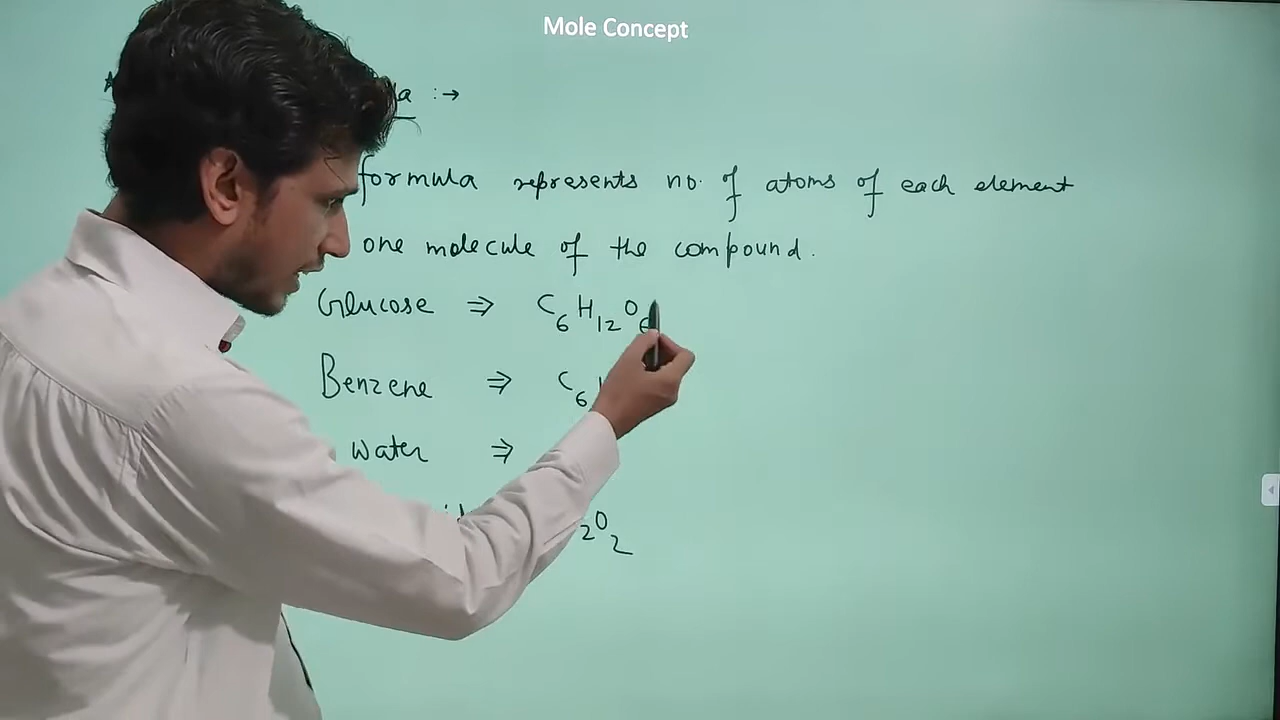 Mole Concept
a :→
formula represents no. of atoms of each element
one molecule of the compound.
Glucose ⇒ C6H12O6
Benzene ⇒ C6
Water ⇒
2O2